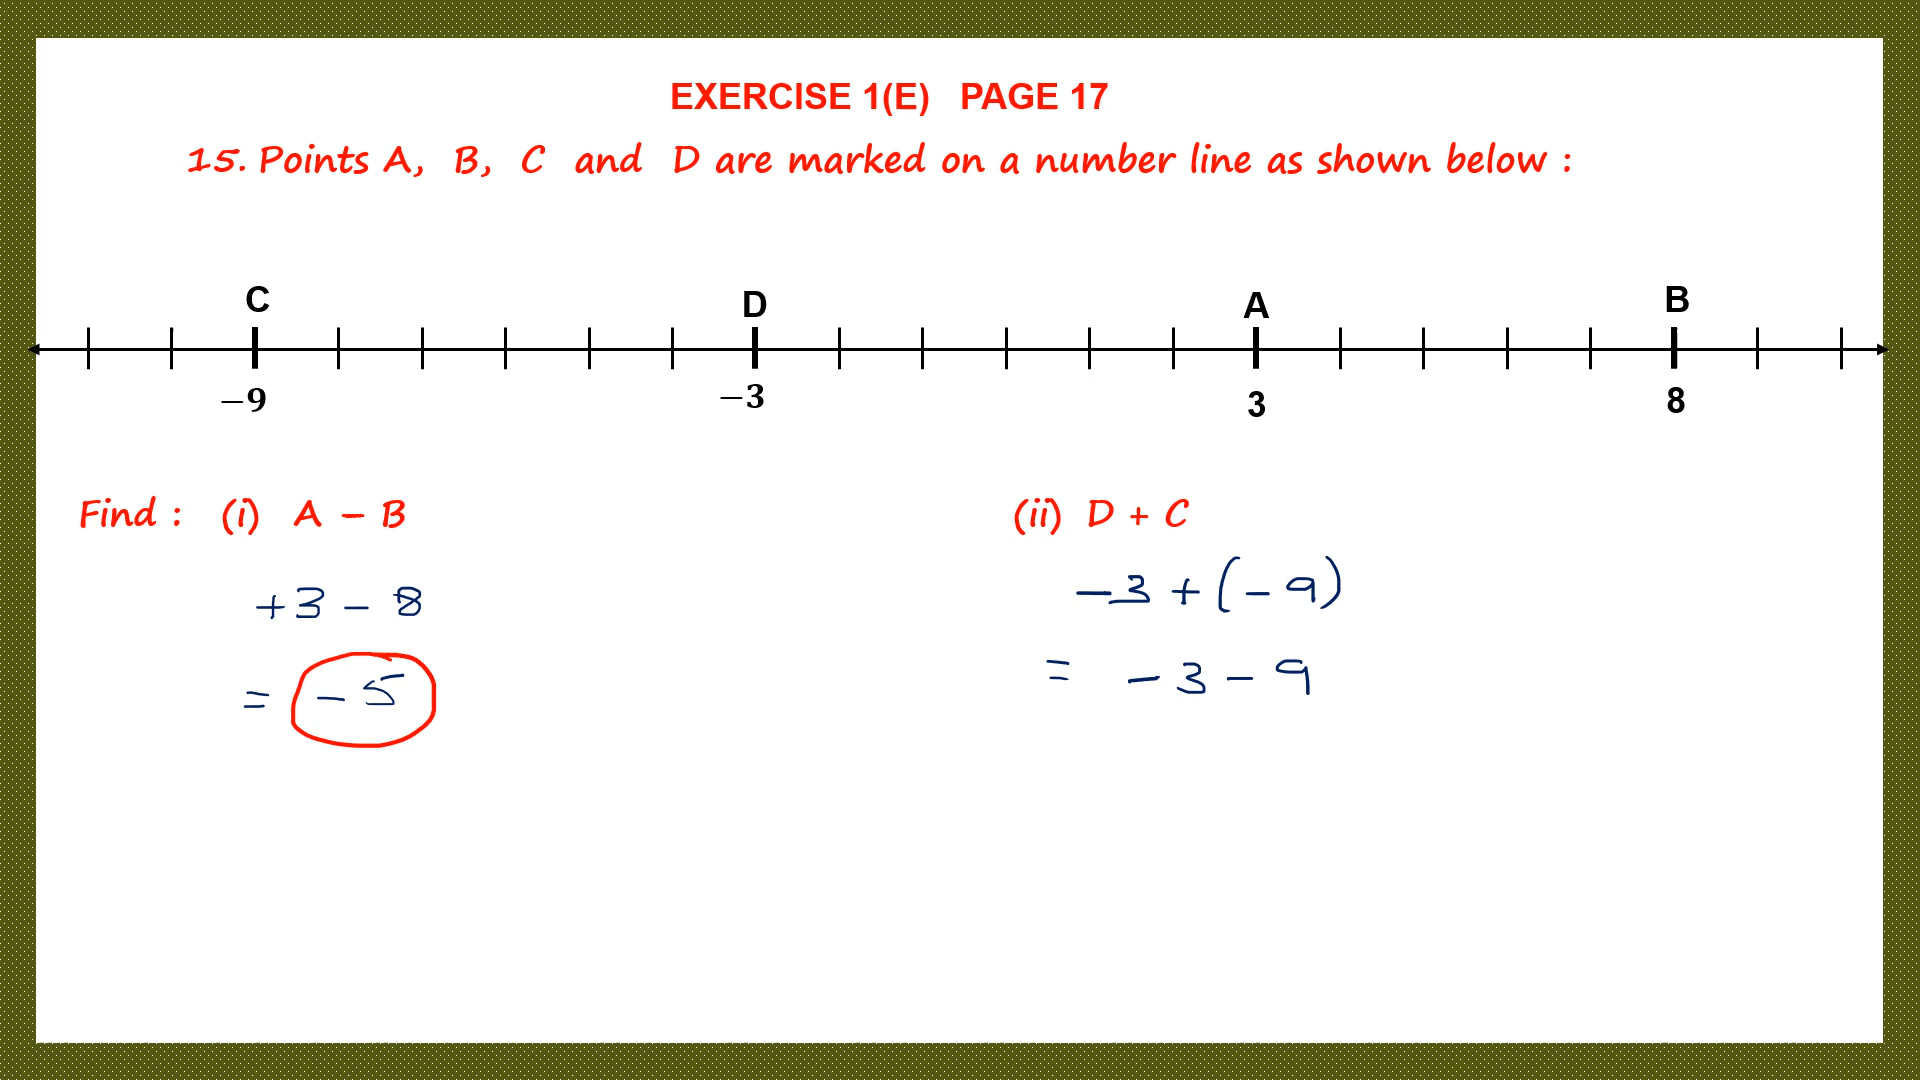 EXERCISE 1(E) PAGE 17
15. Points A, B, C and D are marked on a number line as shown below :
C D A B
−9 −3 3 8
Find : (i) A − B (ii) D + C
+3 − 8 −3 + (− 9)
= − 5 = − 3 − 9